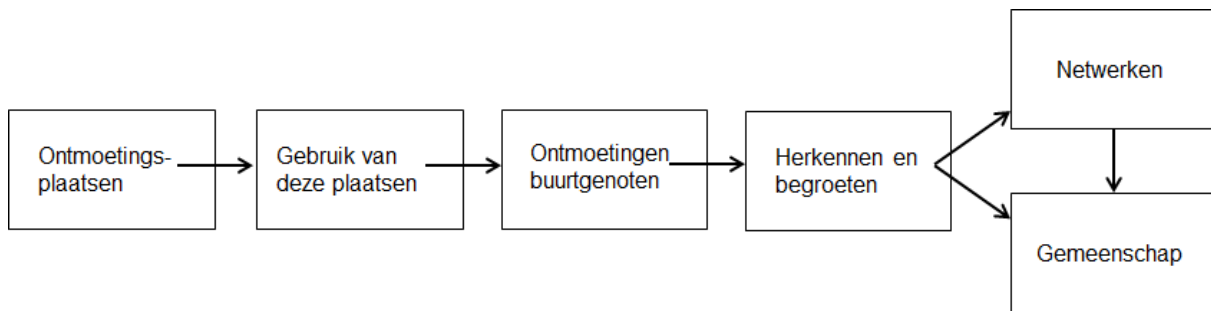 Ontmoetings-
plaatsen
Gebruik van
deze plaatsen
Ontmoetingen
buurtgenoten
Herkennen en
begroeten
Netwerken
Gemeenschap